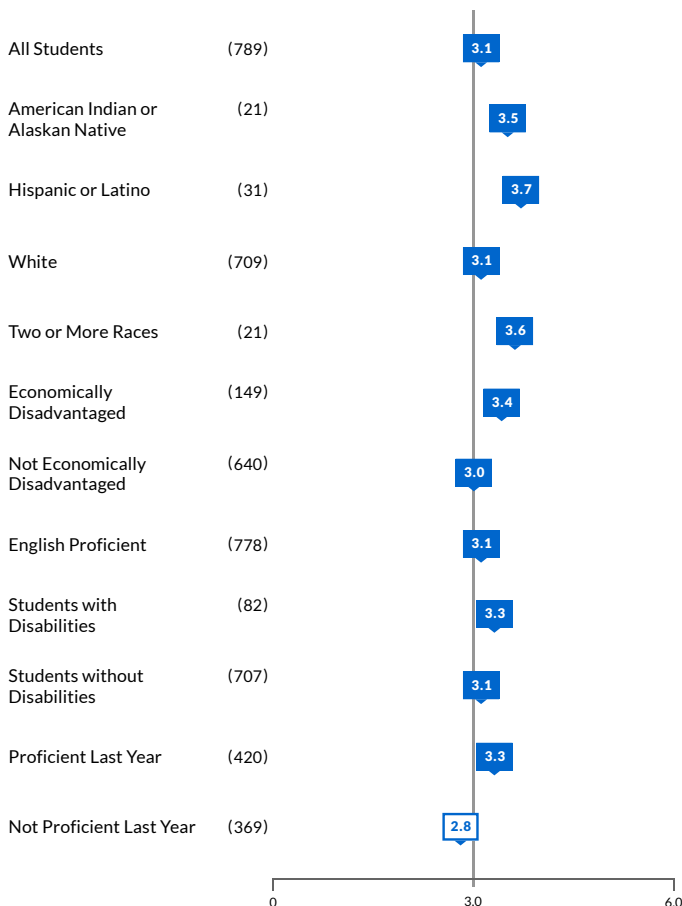 All Students (789) 3.1
American Indian or (21)
Alaskan Native
3.5
Hispanic or Latino (31) 3.7
White (709) 3.1
Two or More Races (21) 3.6
Economically (149)
Disadvantaged
3.4
Not Economically (640)
Disadvantaged
3.0
English Proficient (778) 3.1
Students with (82)
Disabilities
3.3
Students without (707)
Disabilities
3.1
Proficient Last Year (420) 3.3
Not Proficient Last Year (369) 2.8
0 3.0 6.0